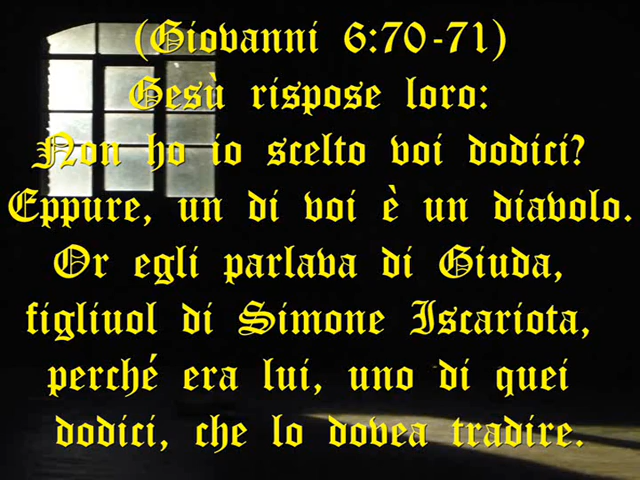 (Giovanni 6:70-71)
Gesù rispose loro:
Non ho io scelto voi dodici?
Eppure, un di voi è un diavolo.
Or egli parlava di Giuda,
figliuol di Simone Iscariota,
perché era lui, uno di quei
dodici, che lo dovea tradire.